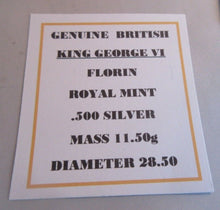 GENUINE BRITISH
KING GEORGE VI
FLORIN
ROYAL MINT
.500 SILVER
MASS 11.50g
DIAMETER 28.50